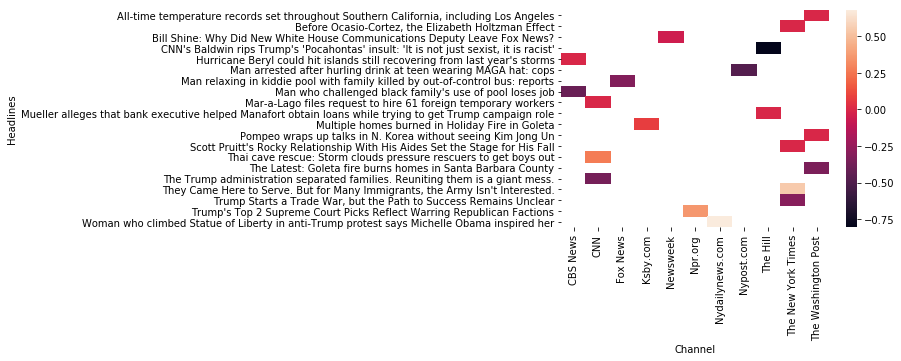 Headlines
All-time temperature records set throughout Southern California, including Los Angeles
Before Ocasio-Cortez, the Elizabeth Holtzman Effect
Bill Shine: Why Did New White House Communications Deputy Leave Fox News?
CNN's Baldwin rips Trump's 'Pocahontas' insult: 'It is not just sexist, it is racist'
Hurricane Beryl could hit islands still recovering from last year's storms
Man arrested after hurling drink at teen wearing MAGA hat: cops
Man relaxing in kiddie pool with family killed by out-of-control bus: reports
Man who challenged black family's use of pool loses job
Mar-a-Lago files request to hire 61 foreign temporary workers
Mueller alleges that bank executive helped Manafort obtain loans while trying to get Trump campaign role
Multiple homes burned in Holiday Fire in Goleta
Pompeo wraps up talks in N. Korea without seeing Kim Jong Un
Scott Pruitt's Rocky Relationship With His Aides Set the Stage for His Fall
Thai cave rescue: Storm clouds pressure rescuers to get boys out
The Latest: Goleta fire burns homes in Santa Barbara County
The Trump administration separated families. Reuniting them is a giant mess.
They Came Here to Serve. But for Many Immigrants, the Army Isn't Interested.
Trump Starts a Trade War, but the Path to Success Remains Unclear
Trump's Top 2 Supreme Court Picks Reflect Warring Republican Factions
Woman who climbed Statue of Liberty in anti-Trump protest says Michelle Obama inspired her
CBS News
CNN
Fox News
Ksby.com
Newsweek
Npr.org
Nydailynews.com
Nypost.com
The Hill
The New York Times
The Washington Post
Channel
0.50
0.25
0.00
−0.25
−0.50
−0.75